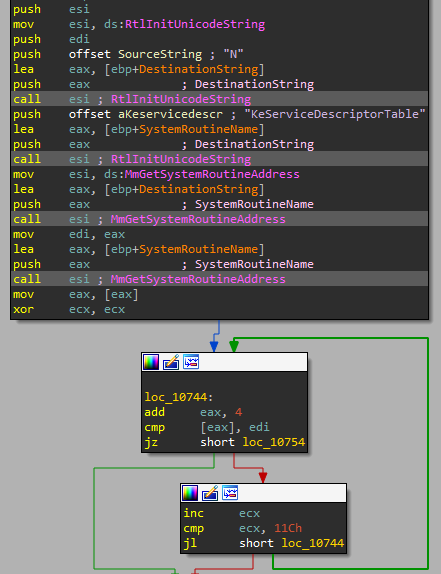 push esi
mov esi, ds:RtlInitUnicodeString
push edi
push offset SourceString ; "N"
lea eax, [ebp+DestinationString]
push eax ; DestinationString
call esi ; RtlInitUnicodeString
push offset aKeservicedescr ; "KeServiceDescriptorTable"
lea eax, [ebp+SystemRoutineName]
push eax ; DestinationString
call esi ; RtlInitUnicodeString
mov esi, ds:MmGetSystemRoutineAddress
lea eax, [ebp+DestinationString]
push eax ; SystemRoutineName
call esi ; MmGetSystemRoutineAddress
mov edi, eax
lea eax, [ebp+SystemRoutineName]
push eax ; SystemRoutineName
call esi ; MmGetSystemRoutineAddress
mov eax, [eax]
xor ecx, ecx
loc_10744:
add eax, 4
cmp [eax], edi
jz short loc_10754
inc ecx
cmp ecx, 11Ch
jl short loc_10744